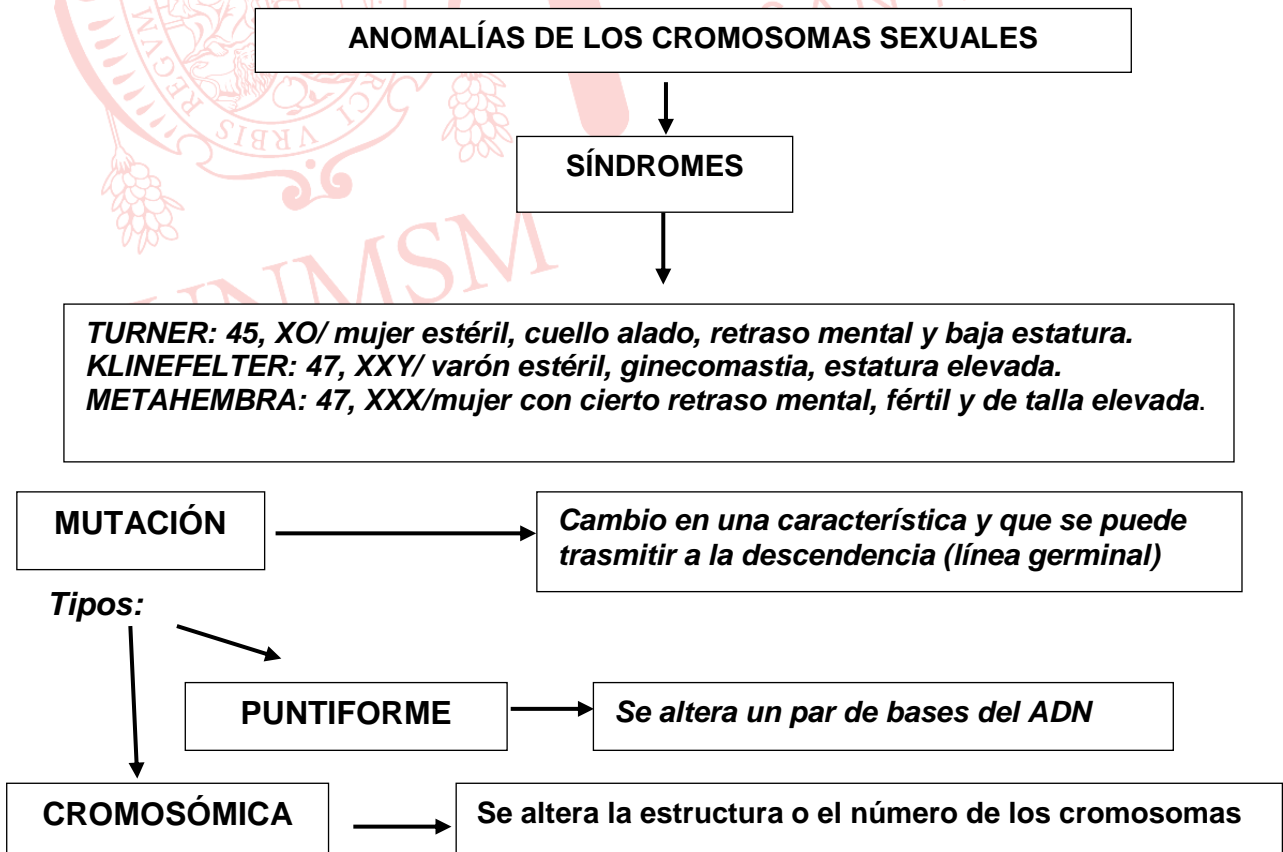 ANOMALÍAS DE LOS CROMOSOMAS SEXUALES
SÍNDROMES
TURNER: 45, XO/ mujer estéril, cuello alado, retraso mental y baja estatura.
KLINEFELTER: 47, XXY/ varón estéril, ginecomastia, estatura elevada.
METAHEMBRA: 47, XXX/mujer con cierto retraso mental, fértil y de talla elevada.
MUTACIÓN
Cambio en una característica y que se puede
trasmitir a la descendencia (línea germinal)
Tipos:
PUNTIFORME
Se altera un par de bases del ADN
CROMOSÓMICA
Se altera la estructura o el número de los cromosomas
UNMSM
REGVM
VRBIS